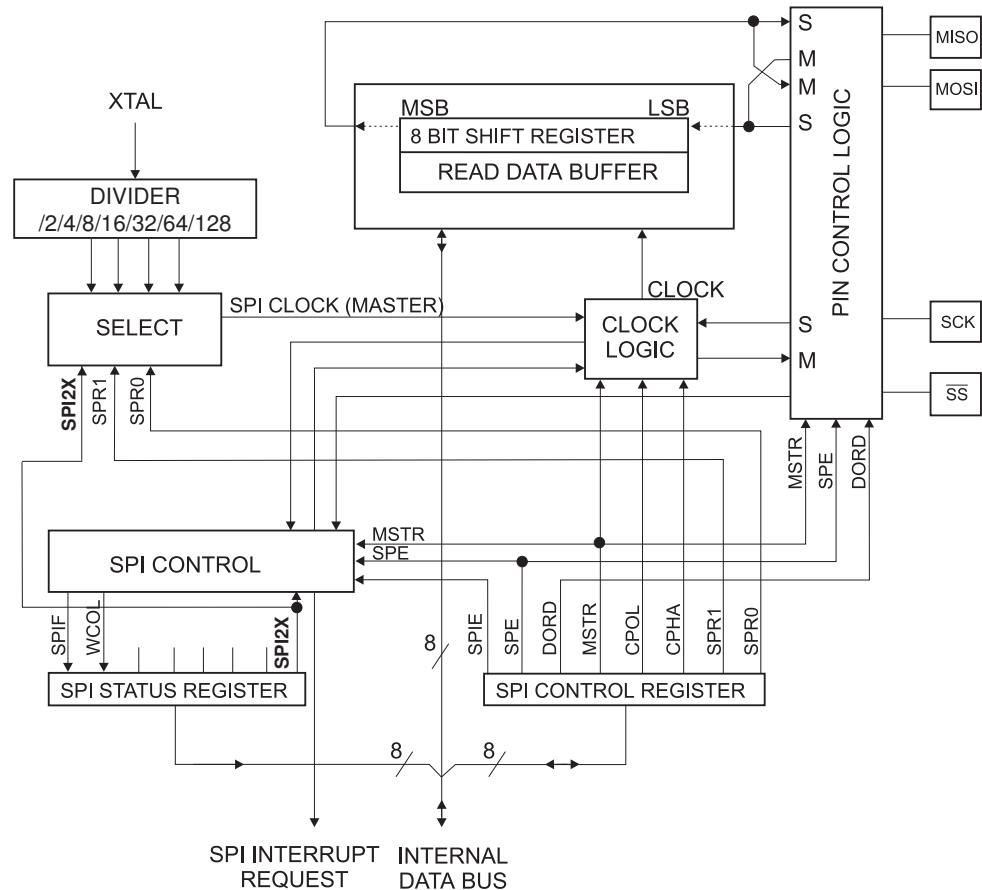 S
MISO
M
M
MOSI
XTAL
MSB
LSB
S
8 BIT SHIFT REGISTER
READ DATA BUFFER
DIVIDER
/2/4/8/16/32/64/128
PIN CONTROL LOGIC
SPI CLOCK (MASTER)
CLOCK
SELECT
CLOCK
LOGIC
S
SCK
M
SPI2X
SPR1
SPR0
SS
MSTR
SPE
DORD
MSTR
SPE
SPI CONTROL
SPIF
WCOL
SPI2X
8
SPIE
SPE
DORD
MSTR
CPOL
CPHA
SPR1
SPR0
SPI STATUS REGISTER
SPI CONTROL REGISTER
8
8
SPI INTERRUPT
REQUEST
INTERNAL
DATA BUS